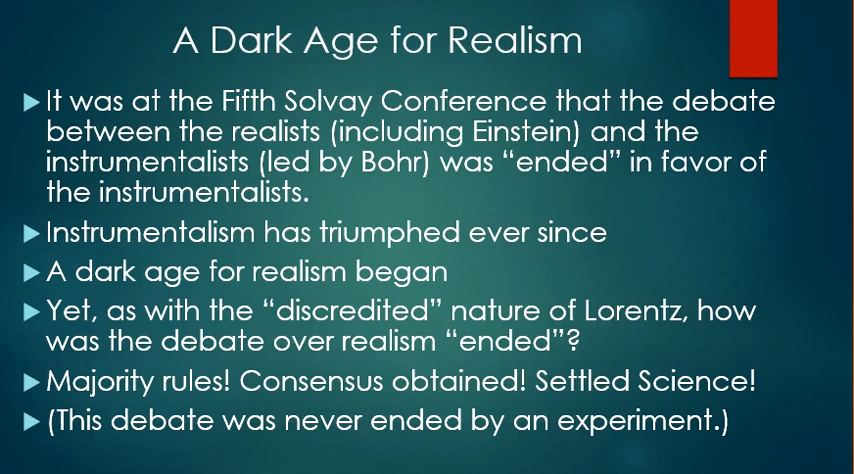 A Dark Age for Realism
It was at the Fifth Solvay Conference that the debate
between the realists (including Einstein) and the
instrumentalists (led by Bohr) was “ended” in favor of
the instrumentalists.
Instrumentalism has triumphed ever since
A dark age for realism began
Yet, as with the “discredited” nature of Lorentz, how
was the debate over realism “ended”?
Majority rules! Consensus obtained! Settled Science!
(This debate was never ended by an experiment.)